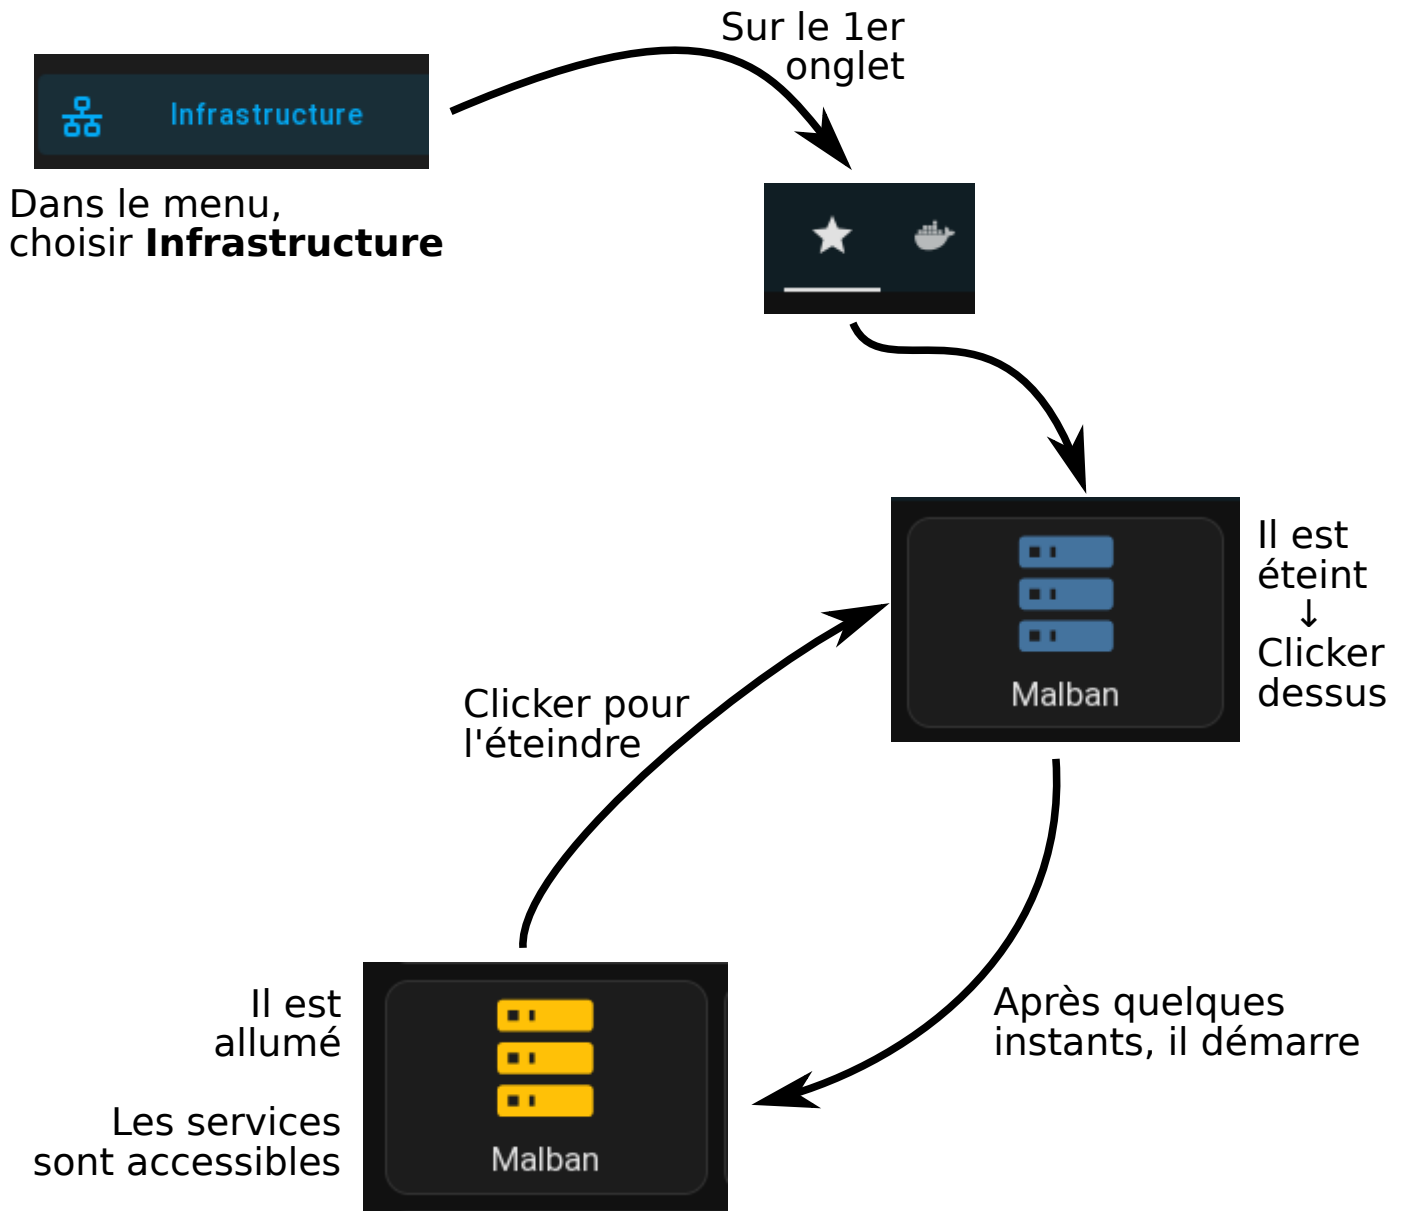 Sur le 1er
onglet
Infrastructure
Dans le menu,
choisir Infrastructure
Il est
éteint
↓
Clicker
dessus
Malban
Clicker pour
l'éteindre
Après quelques
instants, il démarre
Il est
allumé
Les services
sont accessibles
Malban